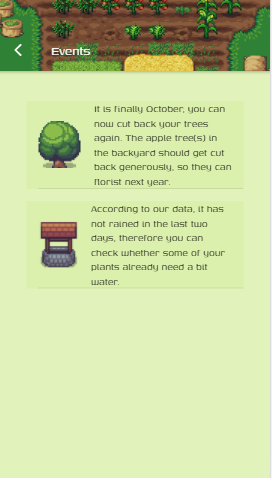 Events
It is finally October, you can
now cut back your trees
again. The apple tree(s) in
the backyard should get cut
back generously, so they can
florist next year.
According to our data, it has
not rained in the last two
days, therefore you can
check whether some of your
plants already need a bit
water.